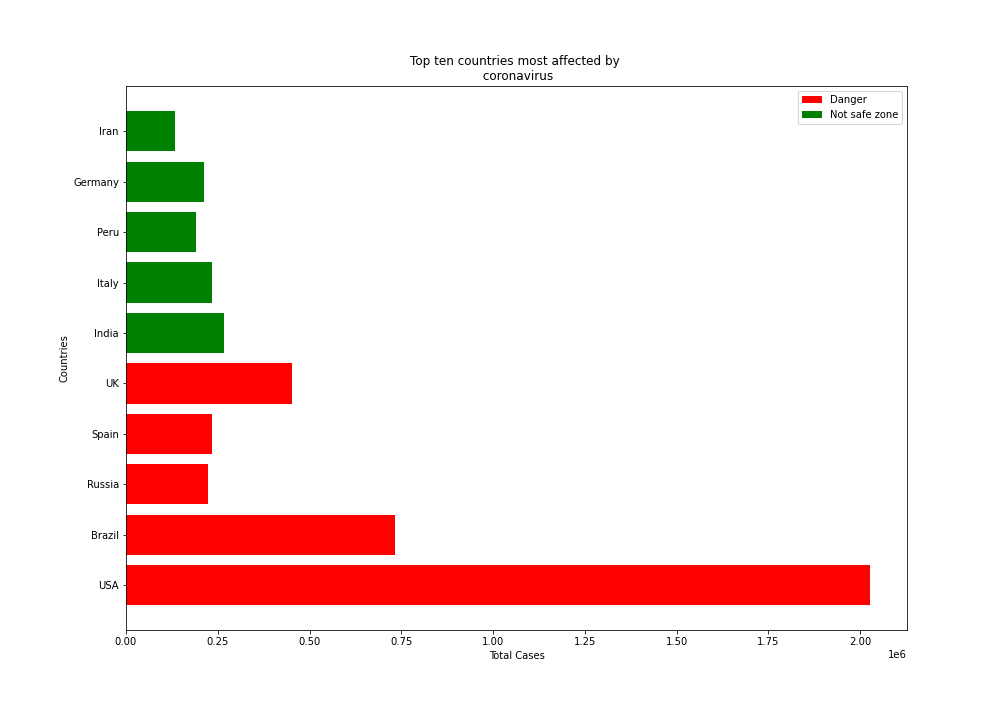 Top ten countries most affected by
coronavirus
Danger
Not safe zone
Iran
Germany
Peru
Italy
India
UK
Spain
Russia
Brazil
USA
Countries
0.00 0.25 0.50 0.75 1.00 1.25 1.50 1.75 2.00
1e6
Total Cases